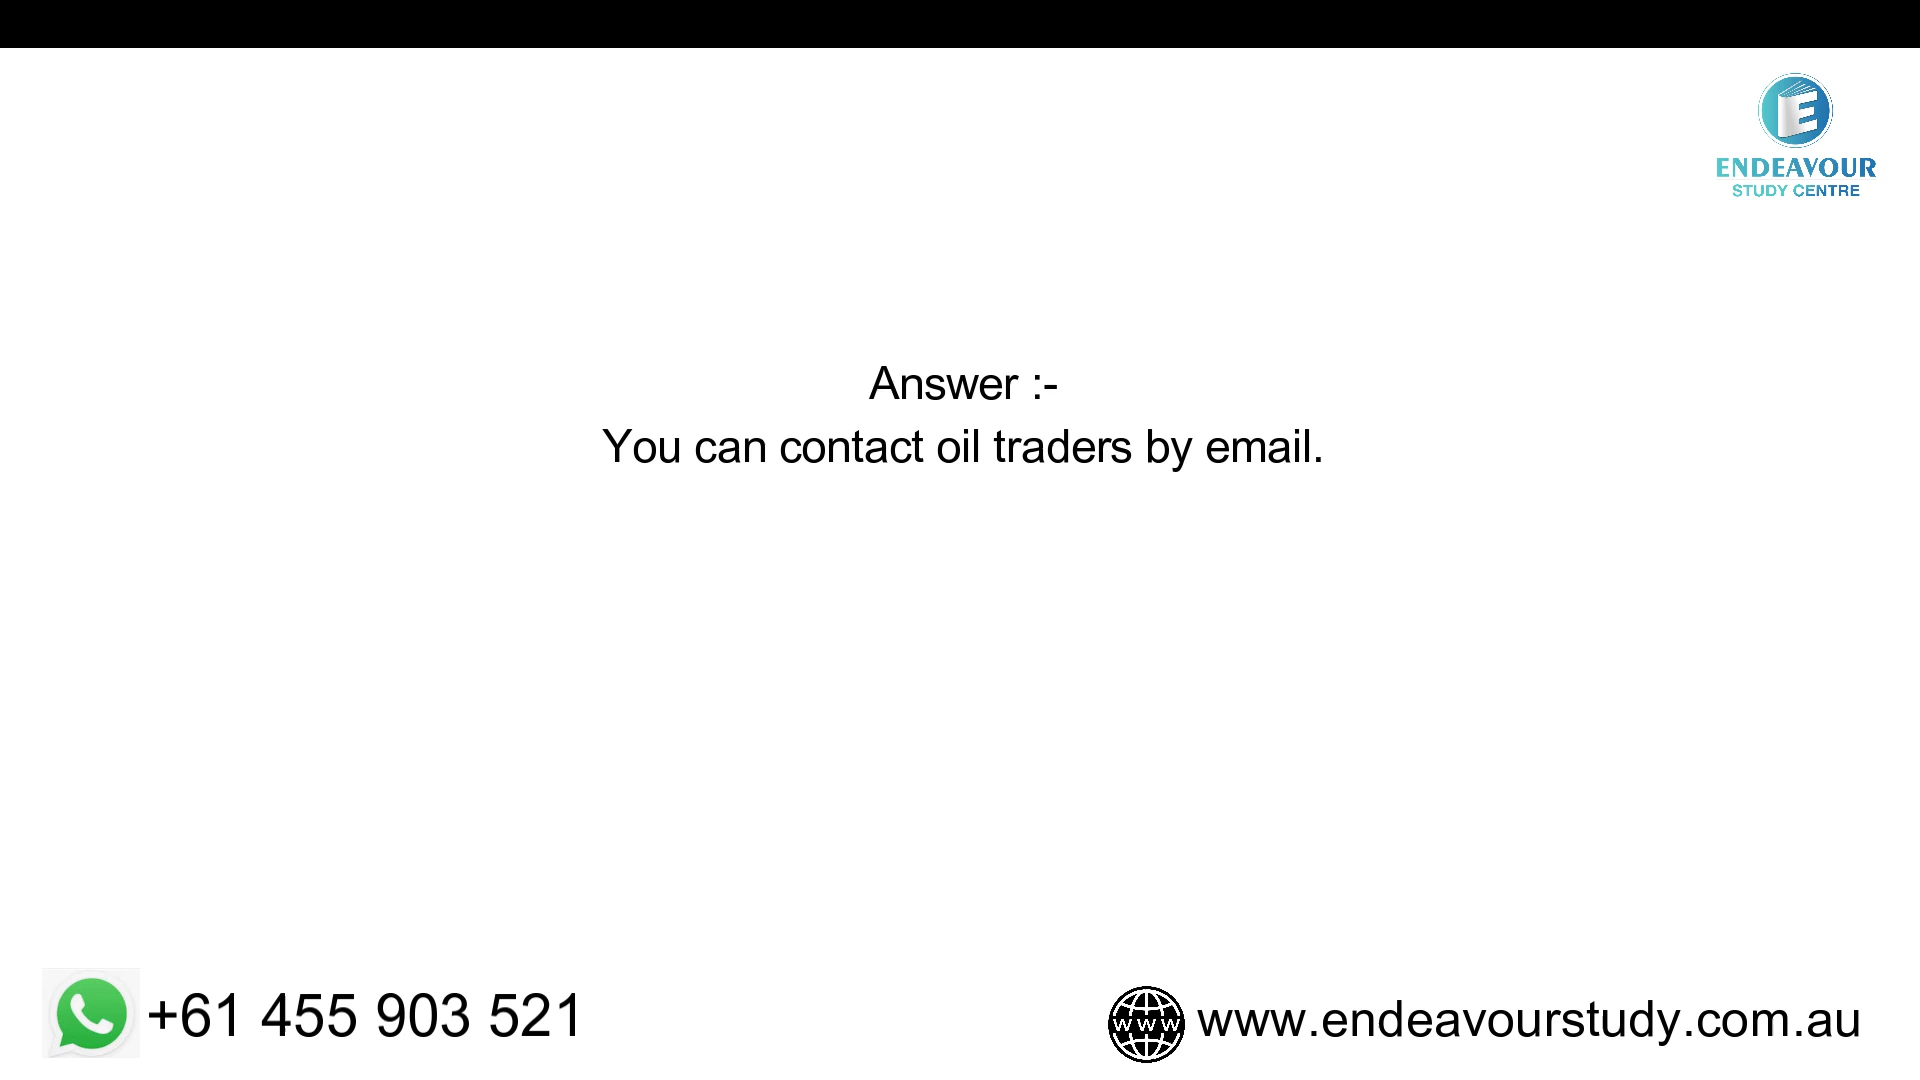 E
ENDEAVOUR
STUDY CENTRE
Answer :-
You can contact oil traders by email.
+61 455 903 521
www
www.endeavourstudy.com.au